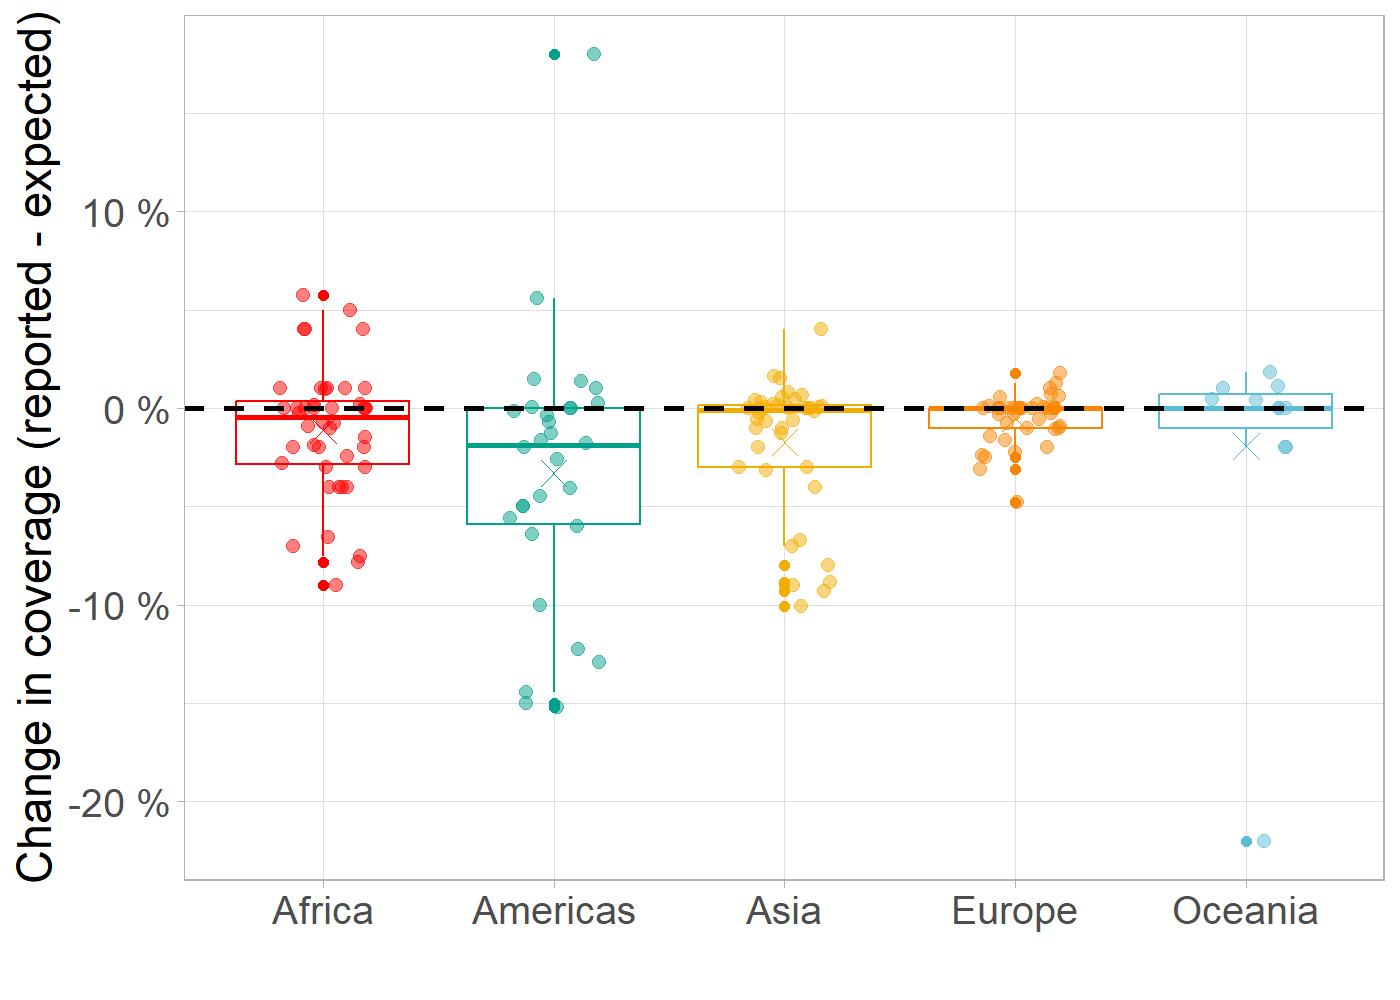 Change in coverage (reported - expected)
10 %
0 %
-10 %
-20 %
Africa Americas Asia Europe Oceania